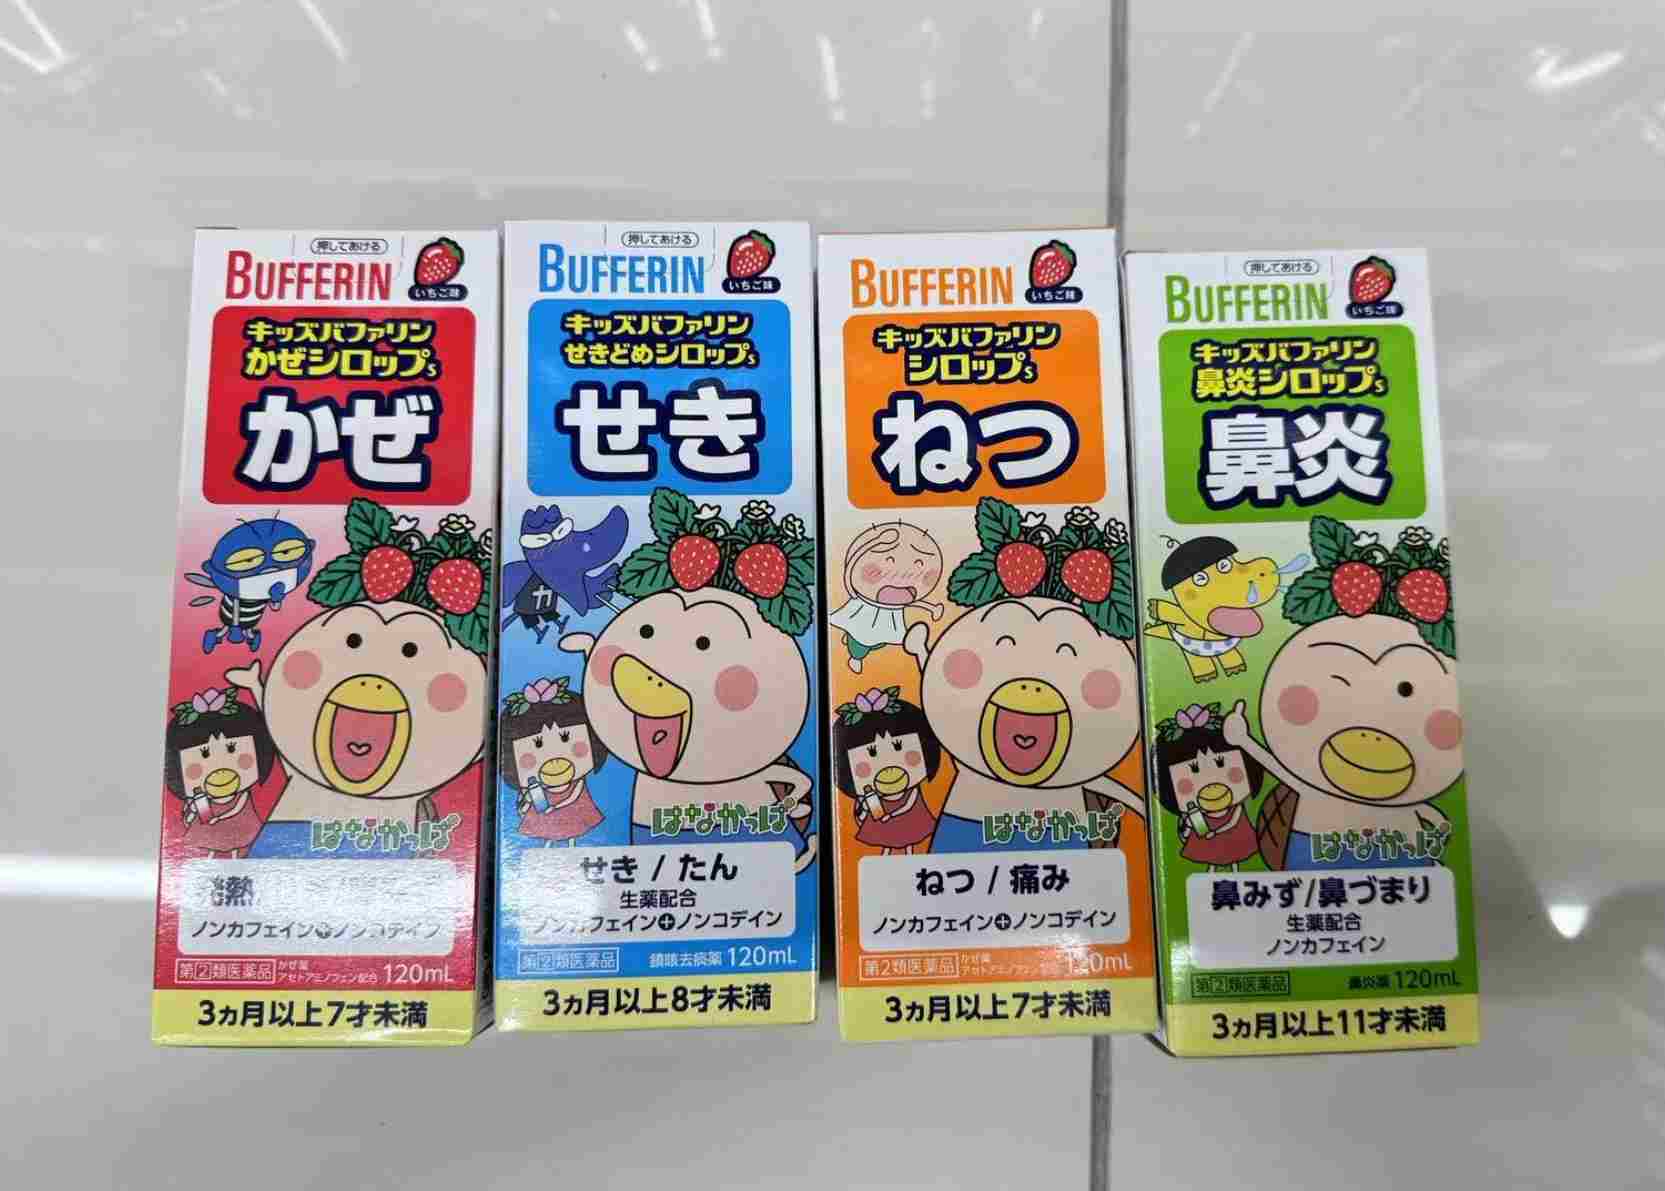 押してあける
BUFFERIN
いちご味
キッズバファリン
かぜシロップS
かぜ
はなかっぱ
ノンカフェイン+ノンコデイン
第②類医薬品
かぜ薬
アセトアミノフェン配合
120mL
3ヵ月以上7才未満
押してあける
BUFFERIN
いちご味
キッズバファリン
せきどめシロップS
せき
カ
はなかっぱ
せき / たん
生薬配合
ノンカフェイン+ノンコデイン
第②類医薬品
鎮咳去痰薬 120mL
3ヵ月以上8才未満
BUFFERIN
いちご味
キッズバファリン
シロップS
ねつ
はなかっぱ
ねつ / 痛み
ノンカフェイン+ノンコデイン
第②類医薬品
かぜ薬
アセトアミノフェン配合
120mL
3ヵ月以上7才未満
押してあける
BUFFERIN
いちご味
キッズバファリン
鼻炎シロップS
鼻炎
はなかっぱ
鼻みず/鼻づまり
生薬配合
ノンカフェイン
第②類医薬品
鼻炎薬 120mL
3ヵ月以上11才未満